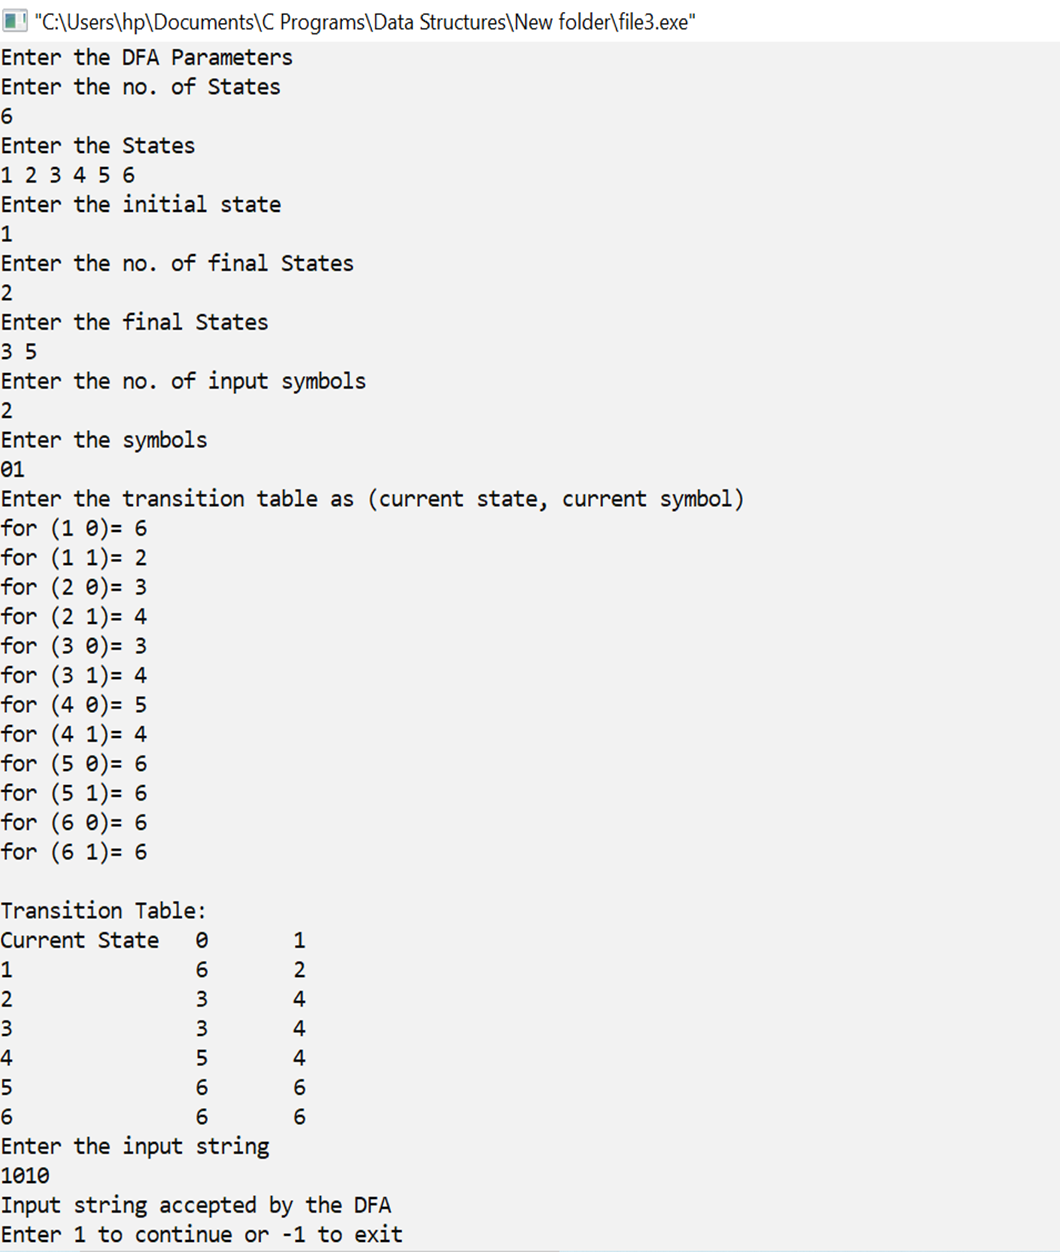 "C:\Users\hp\Documents\C Programs\Data Structures\New folder\file3.exe"
Enter the DFA Parameters
Enter the no. of States
6
Enter the States
1 2 3 4 5 6
Enter the initial state
1
Enter the no. of final States
2
Enter the final States
3 5
Enter the no. of input symbols
2
Enter the symbols
01
Enter the transition table as (current state, current symbol)
for (1 0)= 6
for (1 1)= 2
for (2 0)= 3
for (2 1)= 4
for (3 0)= 3
for (3 1)= 4
for (4 0)= 5
for (4 1)= 4
for (5 0)= 6
for (5 1)= 6
for (6 0)= 6
for (6 1)= 6
Transition Table:
Current State 0 1
1 6 2
2 3 4
3 3 4
4 5 4
5 6 6
6 6 6
Enter the input string
1010
Input string accepted by the DFA
Enter 1 to continue or -1 to exit